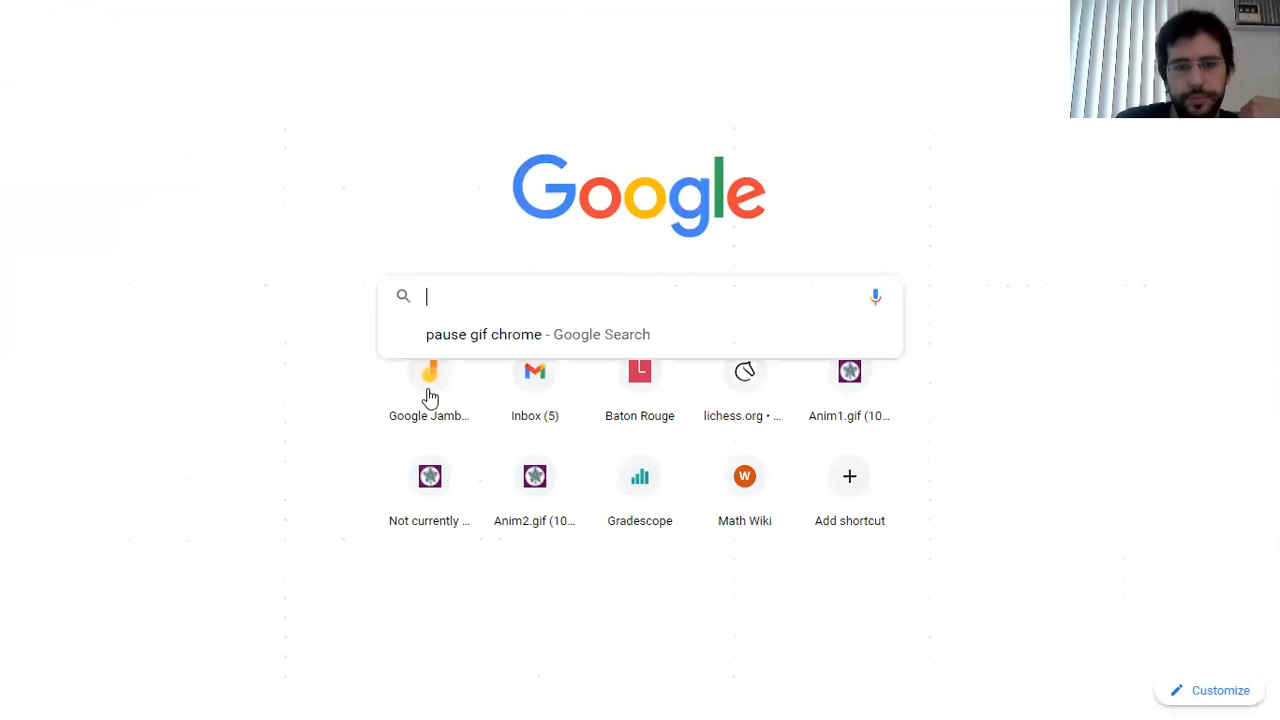 Google
pause gif chrome - Google Search
Google Jamb...
Inbox (5)
Baton Rouge
lichess.org • ...
Anim1.gif (10...
Not currently ...
Anim2.gif (10...
Gradescope
W
Math Wiki
Add shortcut
Customize